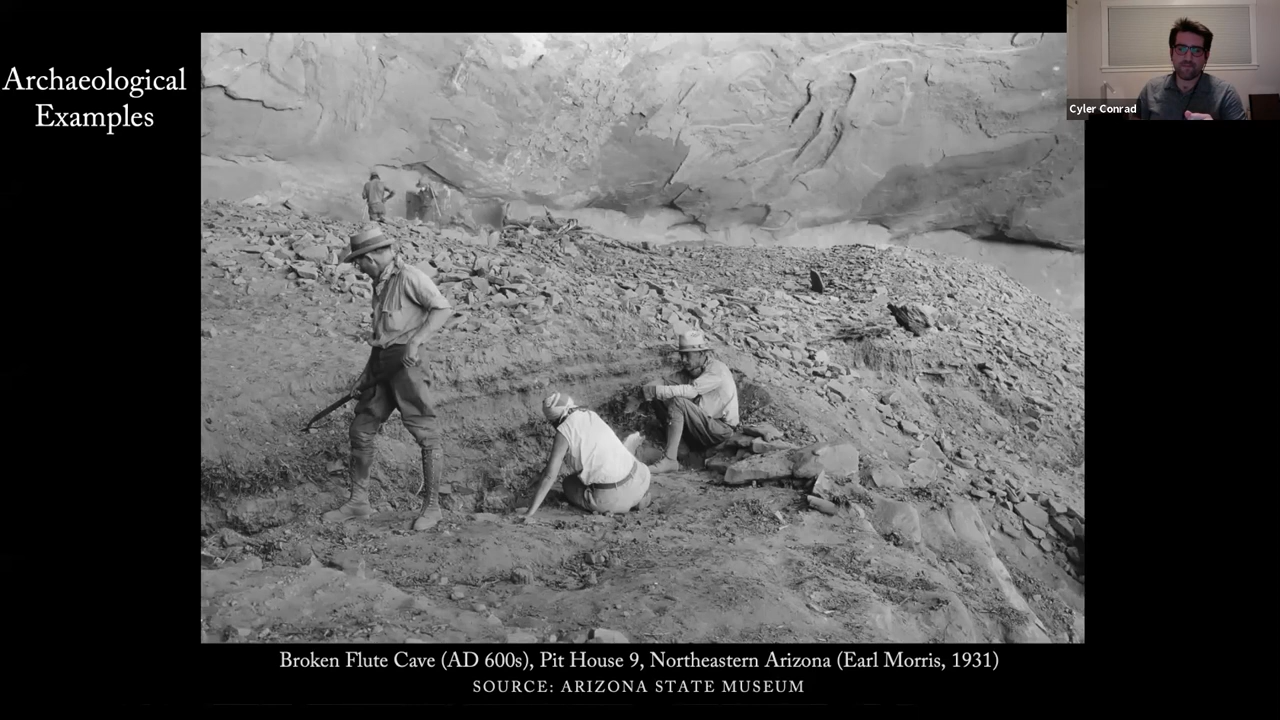 Archaeological
Examples
Cyler Conrad
Broken Flute Cave (AD 600s), Pit House 9, Northeastern Arizona (Earl Morris, 1931)
SOURCE: ARIZONA STATE MUSEUM